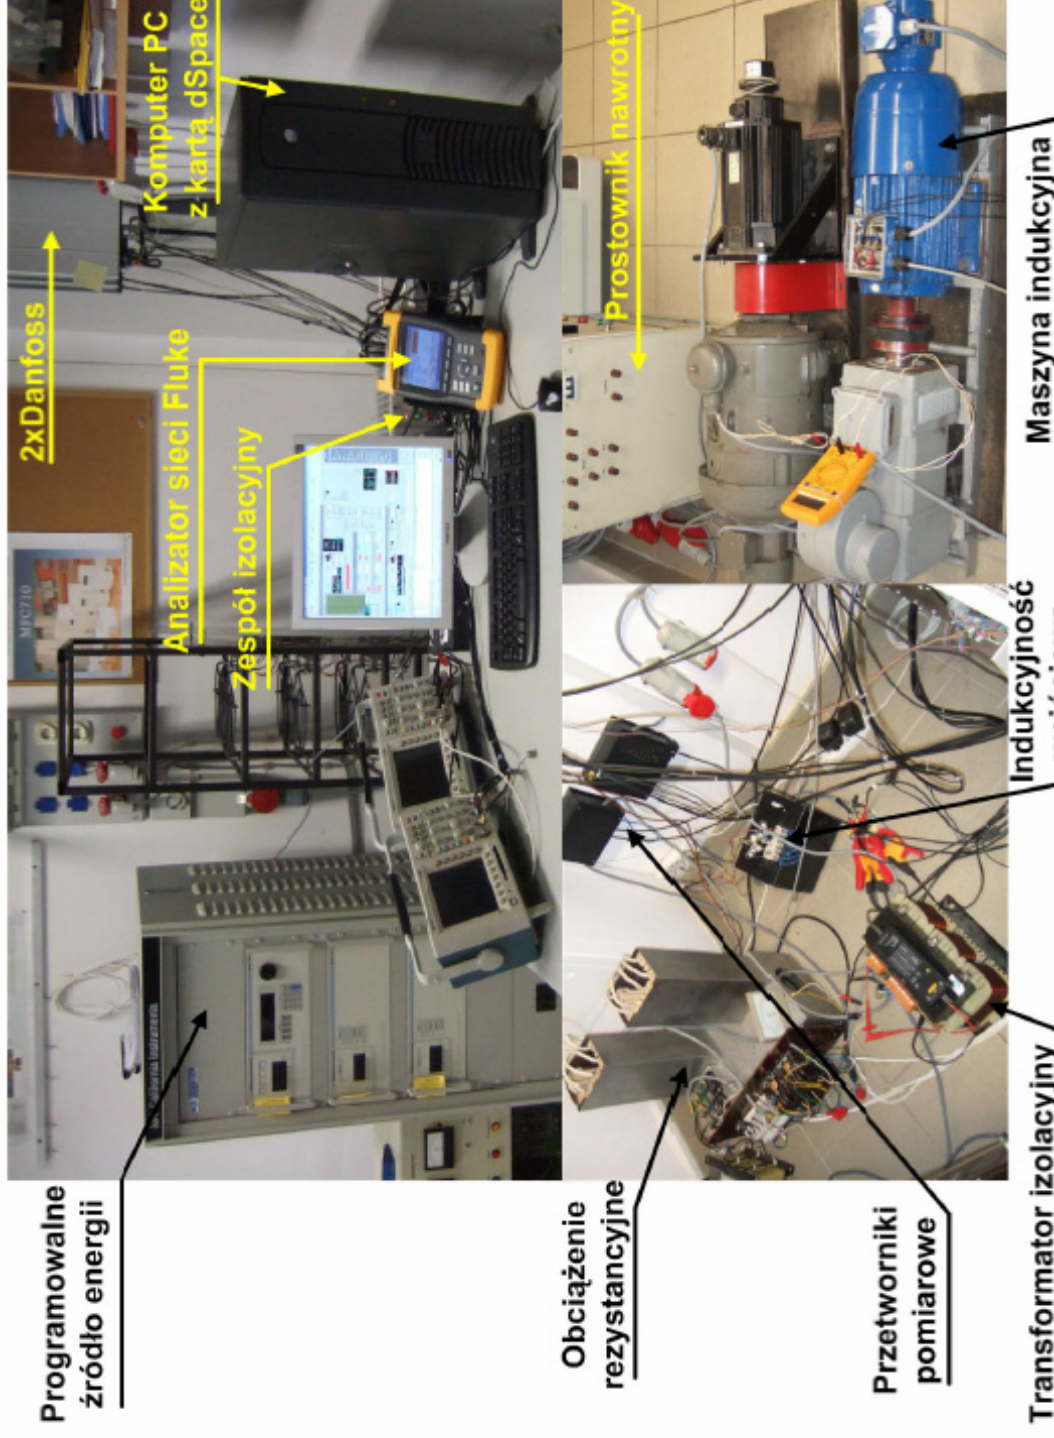 Programowalne
źródło energii
2xDanfoss
Komputer PC
z kartą dSpace
Analizator sieci Fluke
Zespół izolacyjny
MFC710
Obciążenie
rezystancyjne
Prostownik nawrotny
Przetworniki
pomiarowe
Transformator izolacyjny
Indukcyjność
Maszyna indukcyjna